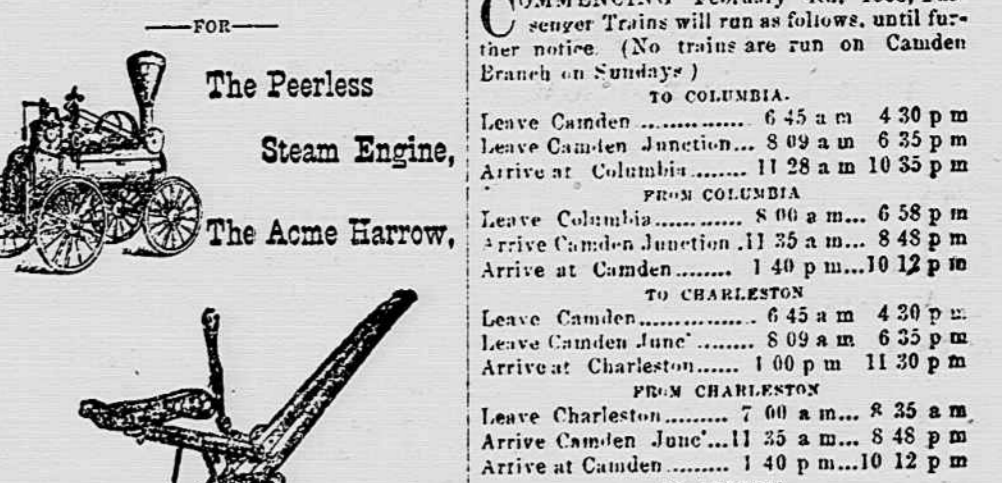 —FOR—
The Peerless
Steam Engine,
The Acme Harrow,
COMMENCING February
senger Trains will run as follows, until fur-
ther notice. (No trains are run on Camden
Branch on Sundays )
TO COLUMBIA.
Leave Camden ............... 6 45 a m 4 30 p m
Leave Camden Junction... 8 09 a m 6 35 p m
Arrive at Columbia........ 11 28 a m 10 35 p m
FROM COLUMBIA
Leave Columbia............ 8 00 a m... 6 58 p m
Arrive Camden Junction .11 35 a m... 8 48 p m
Arrive at Camden........ 1 40 p m...10 12 p m
TO CHARLESTON
Leave Camden................ 6 45 a m 4 30 p m
Leave Camden Junc' ........ 8 09 a m 6 35 p m
Arrive at Charleston...... 1 00 p m 11 30 p m
FROM CHARLESTON
Leave Charleston......... 7 00 a m... 8 35 a m
Arrive Camden Junc'...11 35 a m... 8 48 p m
Arrive at Camden ......... 1 40 p m...10 12 p m